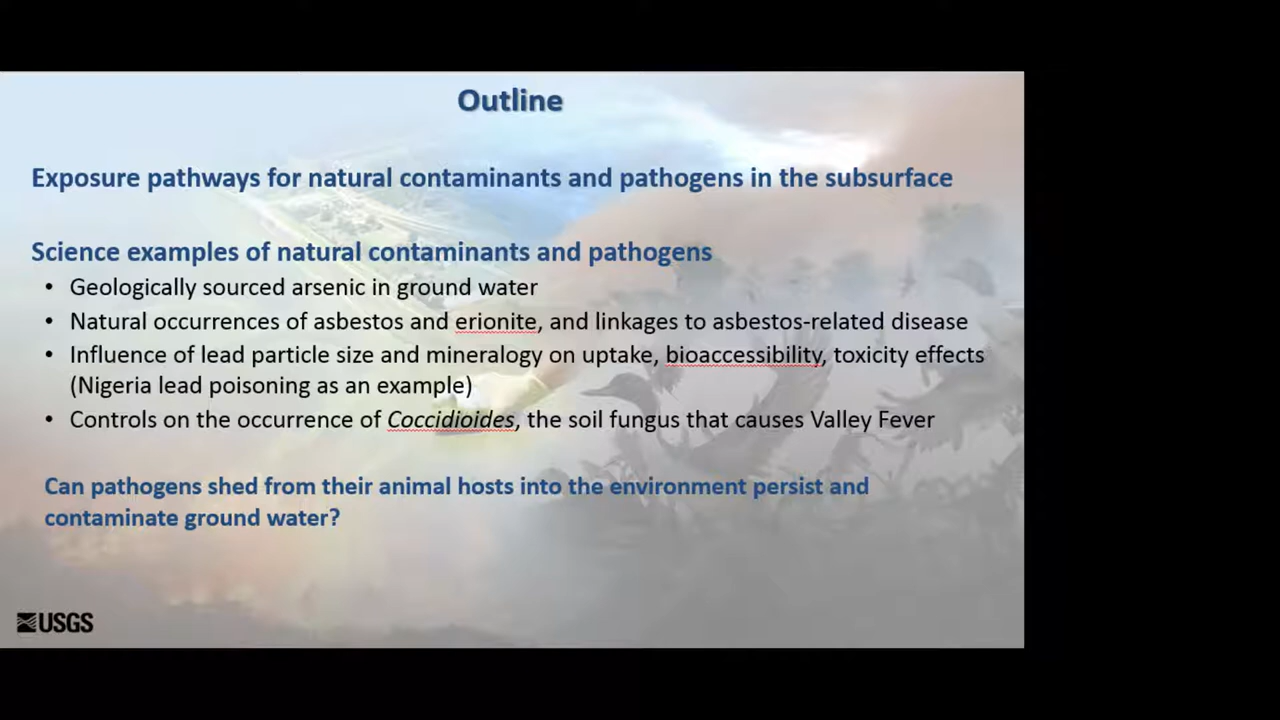 Outline
Exposure pathways for natural contaminants and pathogens in the subsurface
Science examples of natural contaminants and pathogens
• Geologically sourced arsenic in ground water
• Natural occurrences of asbestos and erionite, and linkages to asbestos-related disease
• Influence of lead particle size and mineralogy on uptake, bioaccessibility, toxicity effects
(Nigeria lead poisoning as an example)
• Controls on the occurrence of Coccidioides, the soil fungus that causes Valley Fever
Can pathogens shed from their animal hosts into the environment persist and
contaminate ground water?
USGS